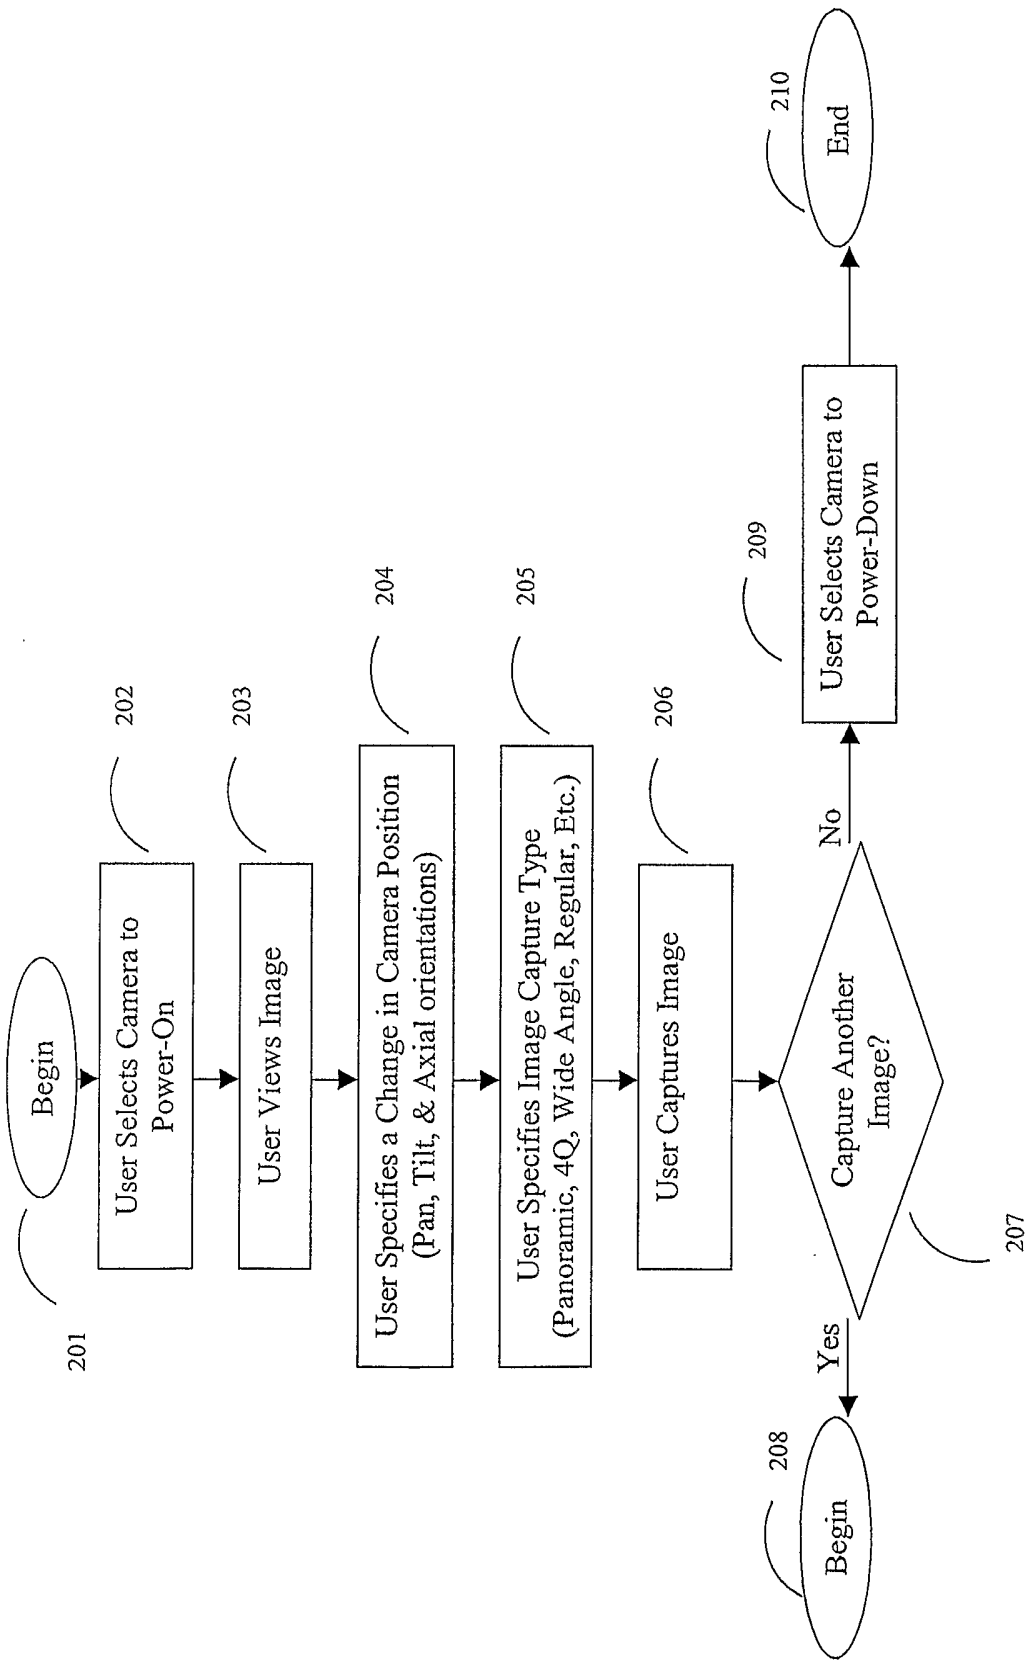 201
Begin
202
User Selects Camera to
Power-On
203
User Views Image
204
User Specifies a Change in Camera Position
(Pan, Tilt, & Axial orientations)
205
User Specifies Image Capture Type
(Panoramic, 4Q, Wide Angle, Regular, Etc.)
206
User Captures Image
Capture Another
Image?
207
Yes
208
Begin
No
209
User Selects Camera to
Power-Down
210
End